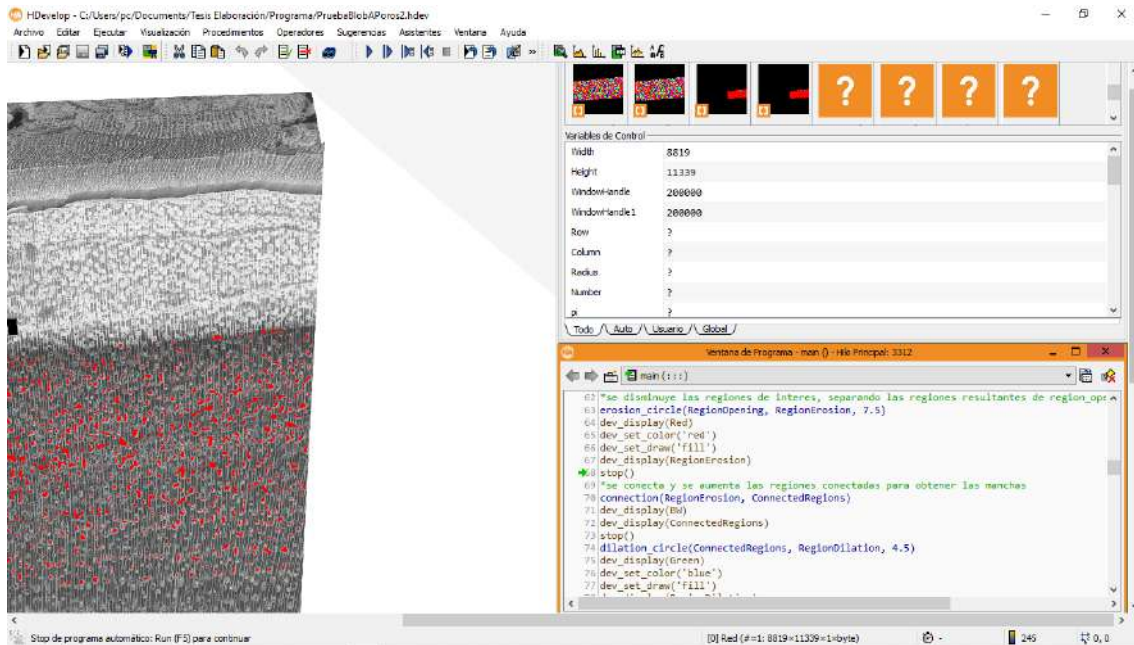 HDevelop - C:/Users/pc/Documents/Tesis Elaboración/Programa/PruebaBlobAPoros2.hdev
Archivo Editar Ejecutar Visualización Procedimientos Operadores Sugerencias Asistentes Ventana Ayuda
? ? ? ?
Variables de Control
Width 8819
Height 11339
WindowHandle 200000
WindowHandle1 200000
Row ?
Column ?
Radius ?
Number ?
pi ?
Todo / Auto / Usuario / Global
Ventana de Programa - main () - Hilo Principal: 3312
main (:::)
62 *se disminuye las regiones de interes, separando las regiones resultantes de region_ope
63 erosion_circle(RegionOpening, RegionErosion, 7.5)
64 dev_display(Red)
65 dev_set_color('red')
66 dev_set_draw('fill')
67 dev_display(RegionErosion)
68 stop()
69 *se conecta y se aumenta las regiones conectadas para obtener las manchas
70 connection(RegionErosion, ConnectedRegions)
71 dev_display(BW)
72 dev_display(ConnectedRegions)
73 stop()
74 dilation_circle(ConnectedRegions, RegionDilation, 4.5)
75 dev_display(Green)
76 dev_set_color('blue')
77 dev_set_draw('fill')
Stop de programa automático: Run (F5) para continuar
[0] Red (#=1: 8819×11339×1×byte) - 245 0, 0